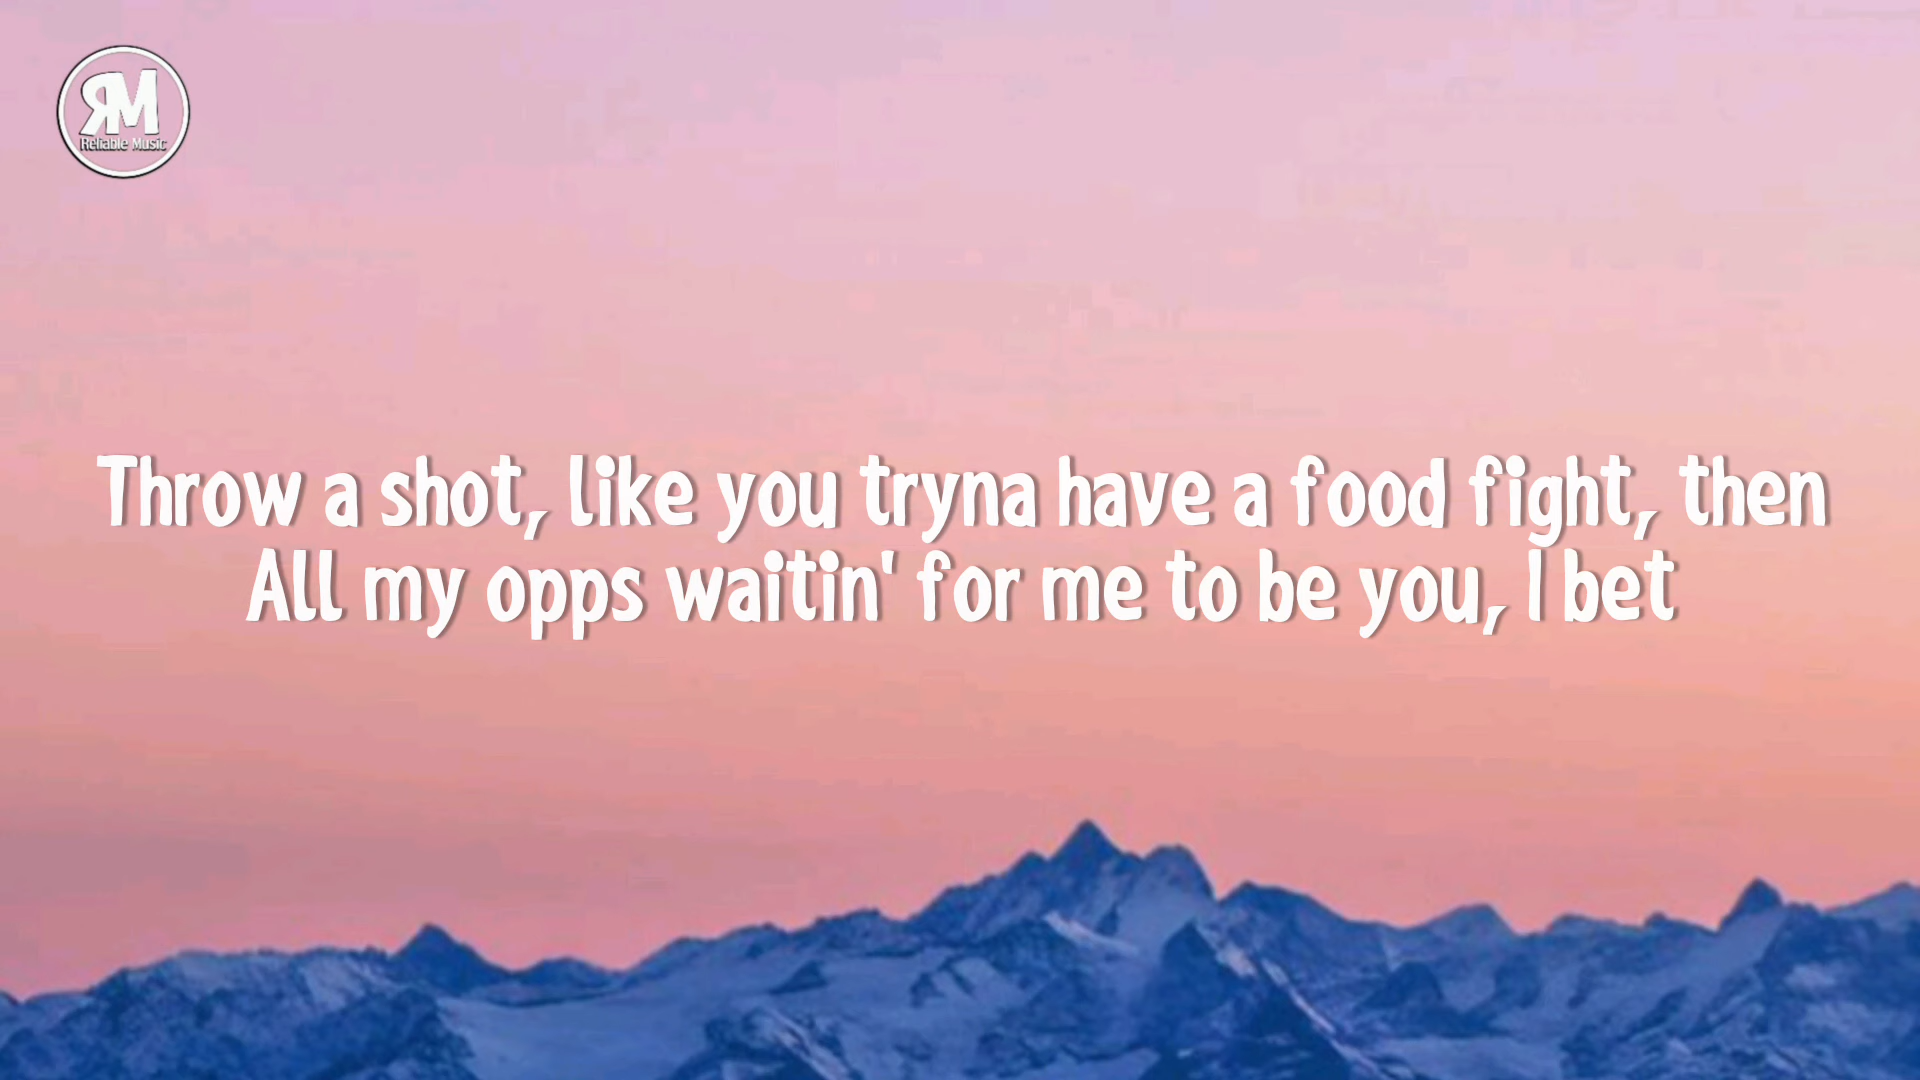 RM
Reliable Music
Throw a shot, like you tryna have a food fight, then
All my opps waitin' for me to be you, I bet